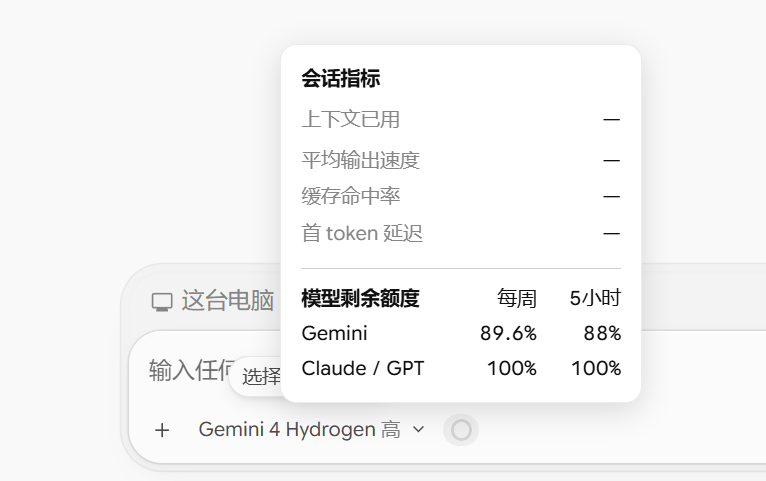 会话指标
上下文已用 —
平均输出速度 —
缓存命中率 —
首 token 延迟 —
模型剩余额度 每周 5小时
Gemini 89.6% 88%
Claude / GPT 100% 100%
这台电脑
输入任何
选择
Gemini 4 Hydrogen 高